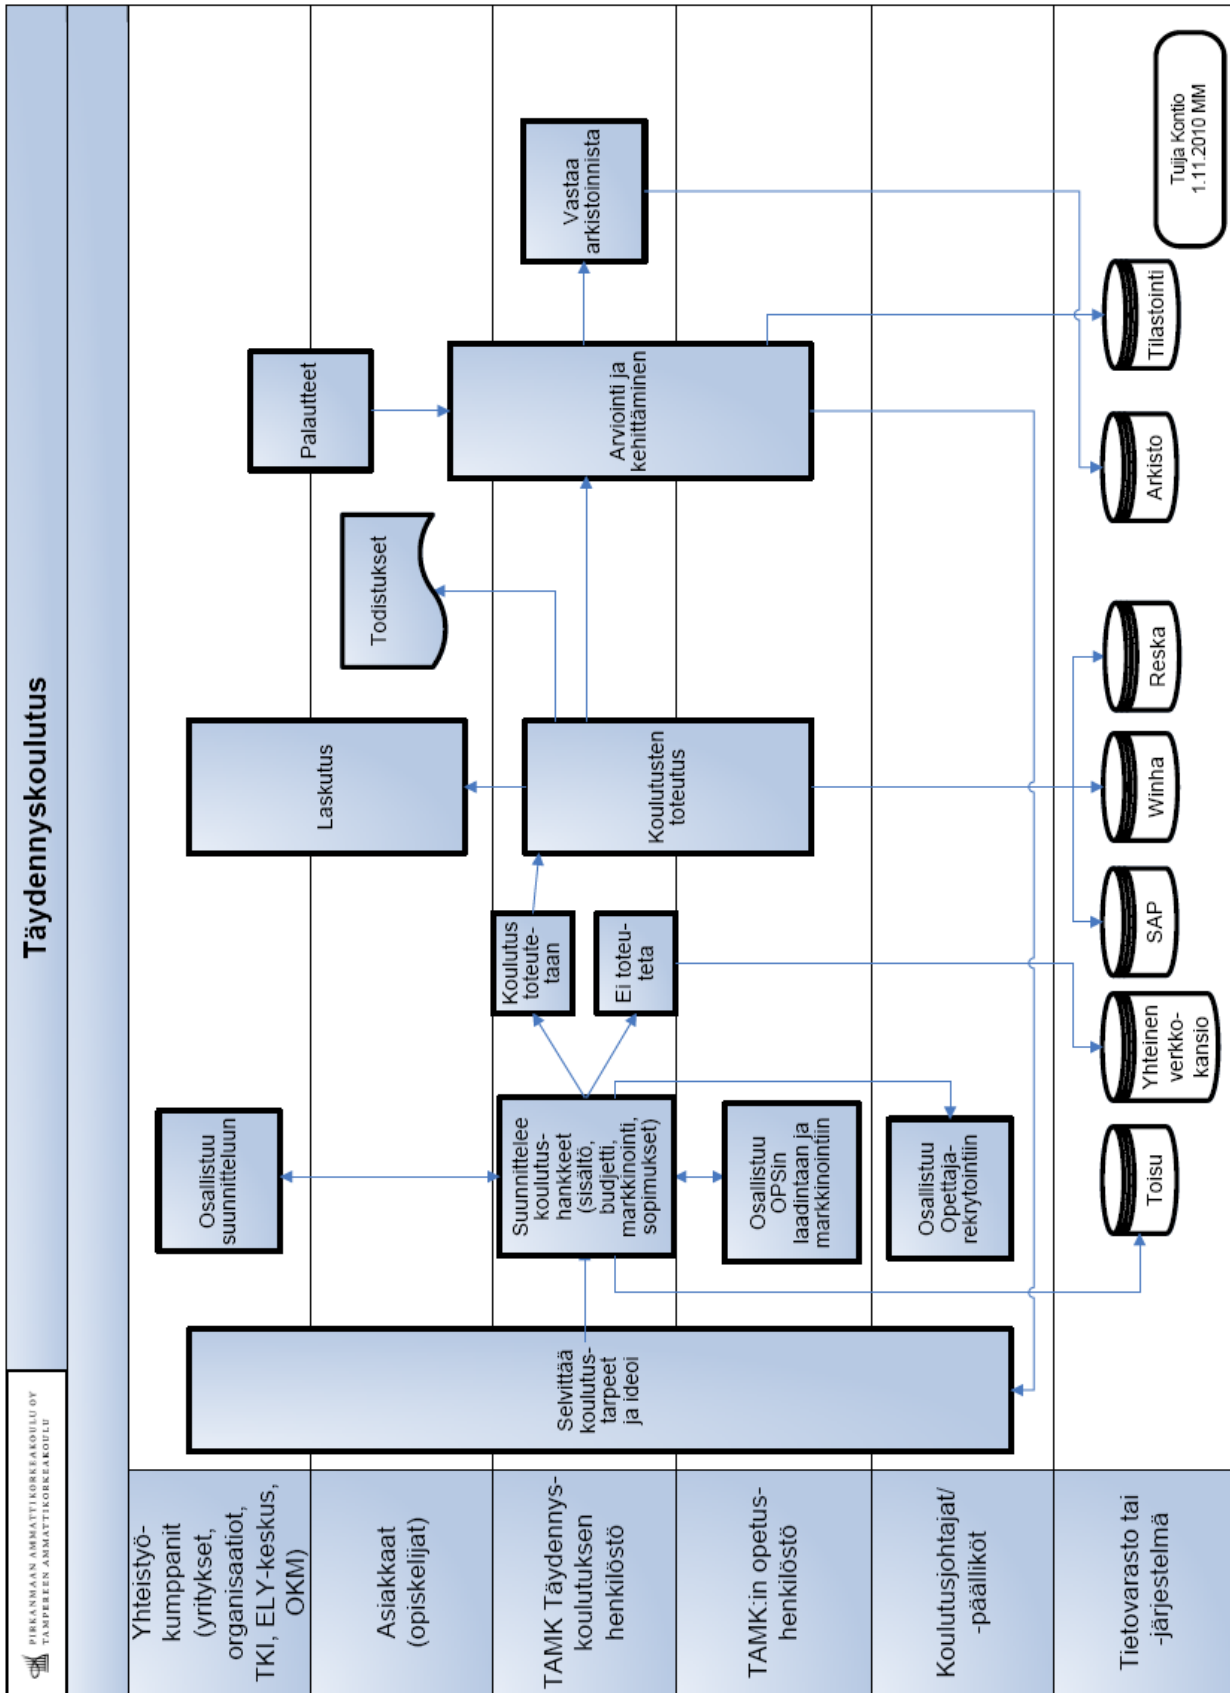 PIRKANMAAN AMMATTIKORKEAKOULU OY
TAMPEREEN AMMATTIKORKEAKOULU
Täydennyskoulutus
Yhteistyö-
kumppanit
(yritykset,
organisaatiot,
TKI, ELY-keskus,
OKM)
Osallistuu
suunnitteluun
Asiakkaat
(opiskelijat)
Laskutus
Todistukset
Palautteet
TAMK Täydennys-
koulutuksen
henkilöstö
Selvittää
koulutus-
tarpeet
ja ideoi
Suunnittelee
koulutus-
hankkeet
(sisältö,
budjetti,
markkinointi,
sopimukset)
Koulutus
toteute-
taan
Ei toteu-
teta
Koulutusten
toteutus
Arviointi ja
kehittäminen
Vastaa
arkistoinnista
TAMK:in opetus-
henkilöstö
Osallistuu
OPSin
laadintaan ja
markkinointiin
Koulutusjohtajat/
-päälliköt
Osallistuu
Opettaja-
rekrytointiin
Tietovarasto tai
-järjestelmä
Toisu
Yhteinen
verkko-
kansio
SAP
Winha
Reska
Arkisto
Tilastointi
Tuija Kontio
1.11.2010 MM